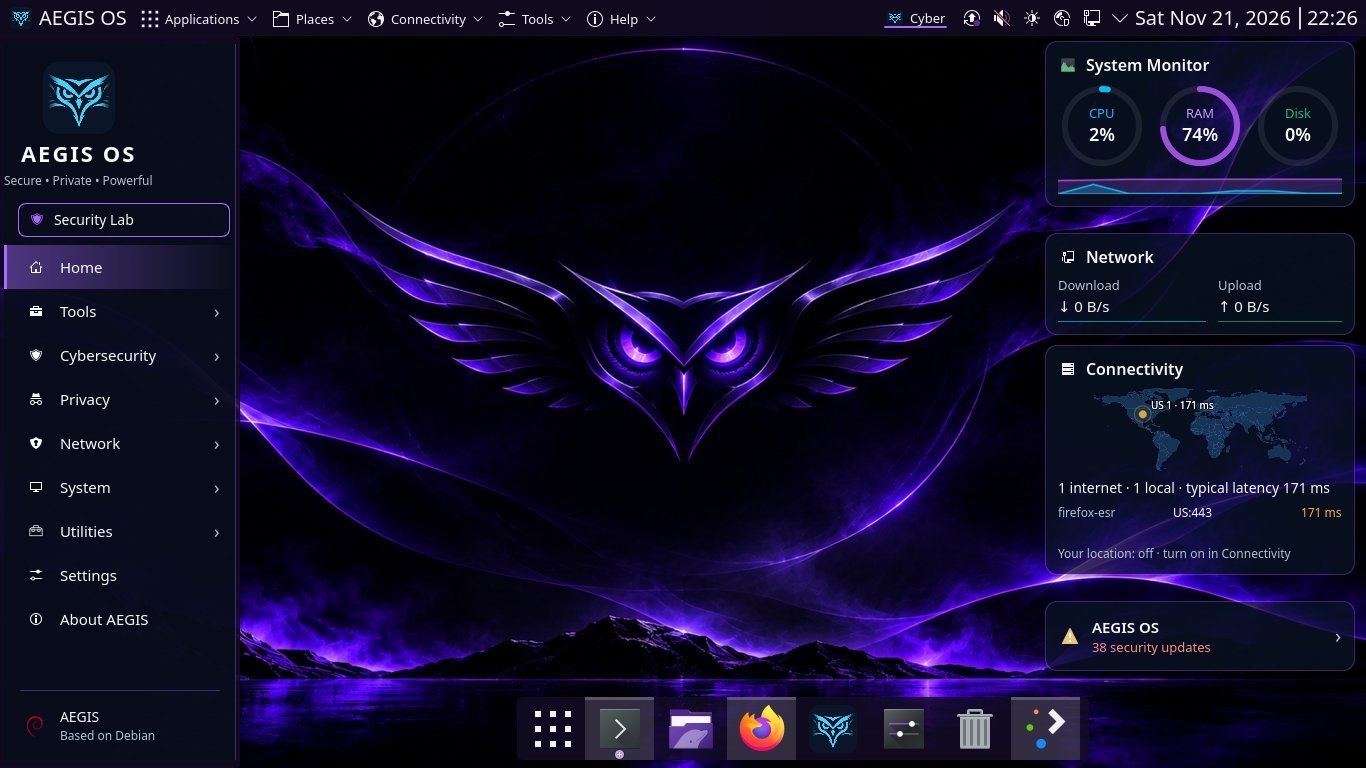 AEGIS OS Applications Places Connectivity Tools Help Cyber Sat Nov 21, 2026 22:26
AEGIS OS
Secure • Private • Powerful
Security Lab
Home
Tools
Cybersecurity
Privacy
Network
System
Utilities
Settings
About AEGIS
AEGIS
Based on Debian
System Monitor
CPU RAM Disk
2% 74% 0%
Network
Download Upload
↓ 0 B/s ↑ 0 B/s
Connectivity
US 1 · 171 ms
1 internet · 1 local · typical latency 171 ms
firefox-esr US:443 171 ms
Your location: off · turn on in Connectivity
AEGIS OS
38 security updates